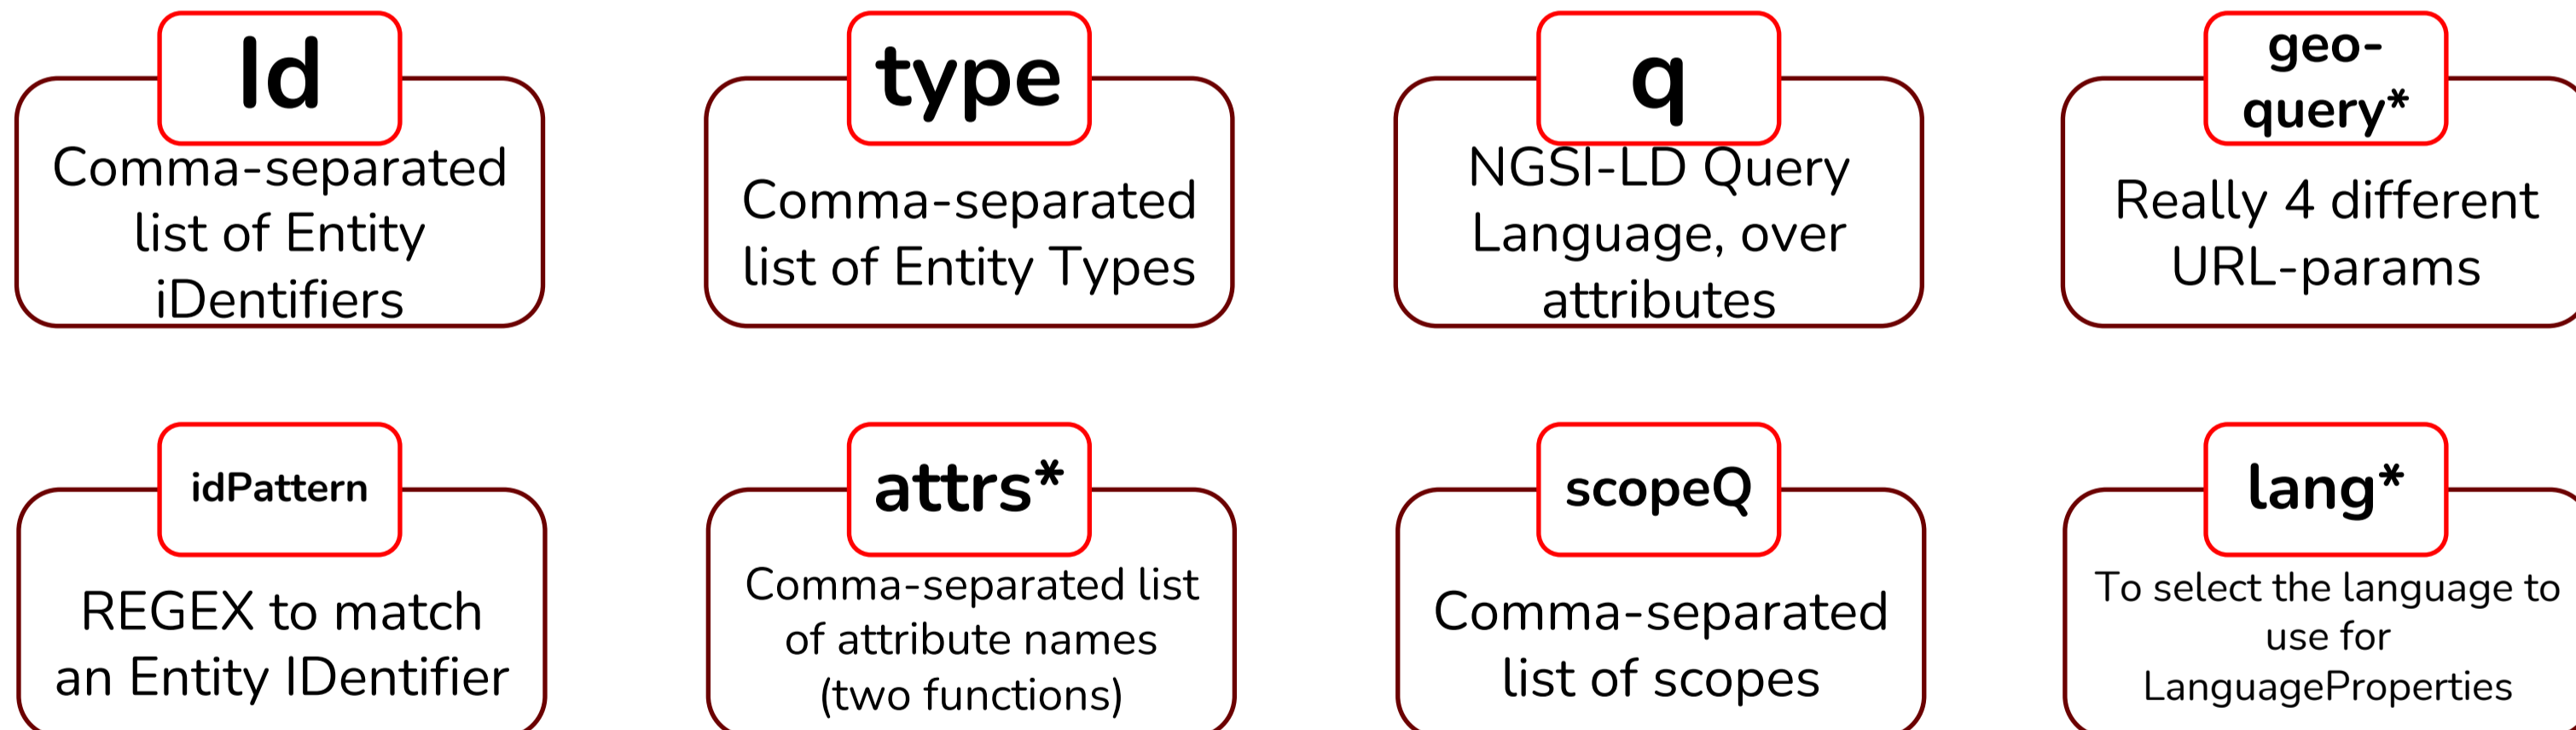 Id
Comma-separated
list of Entity
iDentifiers
type
Comma-separated
list of Entity Types
q
NGSI-LD Query
Language, over
attributes
geo-
query*
Really 4 different
URL-params
idPattern
REGEX to match
an Entity IDentifier
attrs*
Comma-separated list
of attribute names
(two functions)
scopeQ
Comma-separated
list of scopes
lang*
To select the language to
use for
LanguageProperties